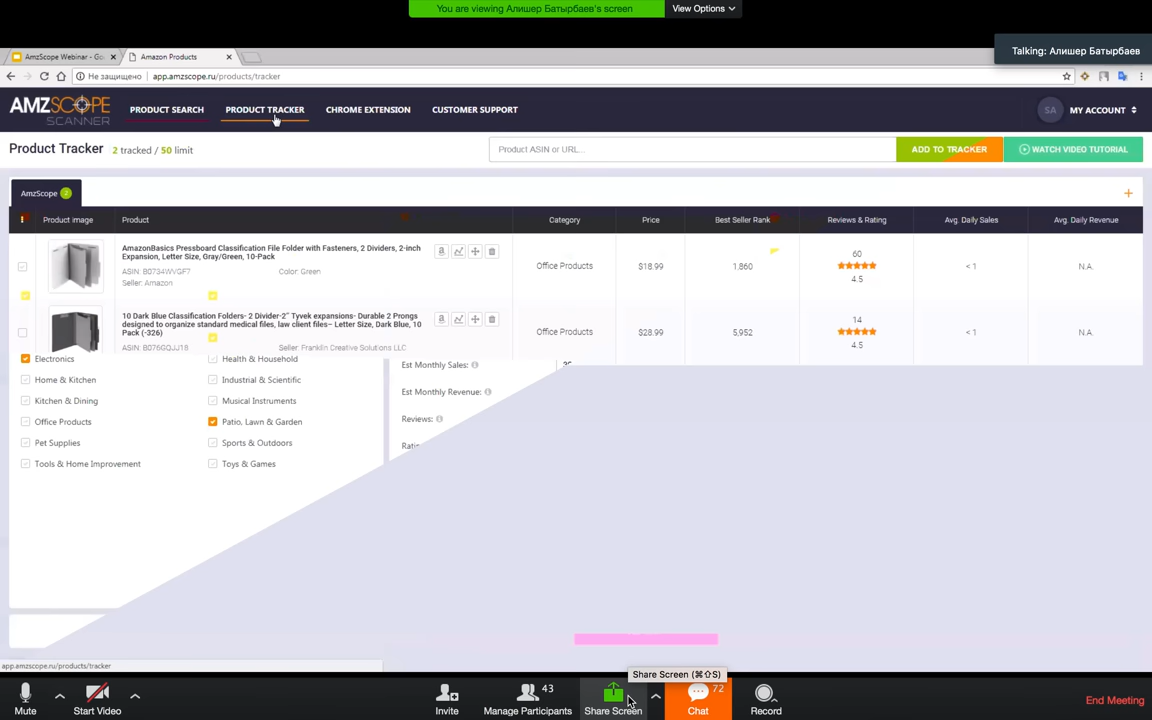 You are viewing Алишер Батырбаев's screen
View Options
Talking: Алишер Батырбаев
AmzScope Webinar - Go
Amazon Products
Не защищено
app.amzscope.ru/products/tracker
AMZSCOPE
SCANNER
PRODUCT SEARCH
PRODUCT TRACKER
CHROME EXTENSION
CUSTOMER SUPPORT
SA
MY ACCOUNT
Product Tracker
2 tracked / 50 limit
Product ASIN or URL...
ADD TO TRACKER
WATCH VIDEO TUTORIAL
AmzScope 2
Product image
Product
Category
Price
Best Seller Rank
Reviews & Rating
Avg. Daily Sales
Avg. Daily Revenue
AmazonBasics Pressboard Classification File Folder with Fasteners, 2 Dividers, 2-inch
Expansion, Letter Size, Gray/Green, 10-Pack
ASIN: B0734WVGF7
Color: Green
Seller: Amazon
Office Products
$18.99
1,860
60
4.5
< 1
N.A.
10 Dark Blue Classification Folders- 2 Divider-2" Tyvek expansions- Durable 2 Prongs
designed to organize standard medical files, law client files– Letter Size, Dark Blue, 10
Pack (-326)
ASIN: B076GQJJ18
Seller: Franklin Creative Solutions LLC
Office Products
$28.99
5,952
14
4.5
< 1
N.A.
Electronics
Health & Household
Est Monthly Sales:
Home & Kitchen
Industrial & Scientific
Est Monthly Revenue:
Kitchen & Dining
Musical Instruments
Reviews:
Office Products
Patio, Lawn & Garden
Pet Supplies
Sports & Outdoors
Tools & Home Improvement
Toys & Games
app.amzscope.ru/products/tracker
Share Screen (⌘⇧S)
Mute
Start Video
Invite
43
Manage Participants
Share Screen
72
Chat
Record
End Meeting